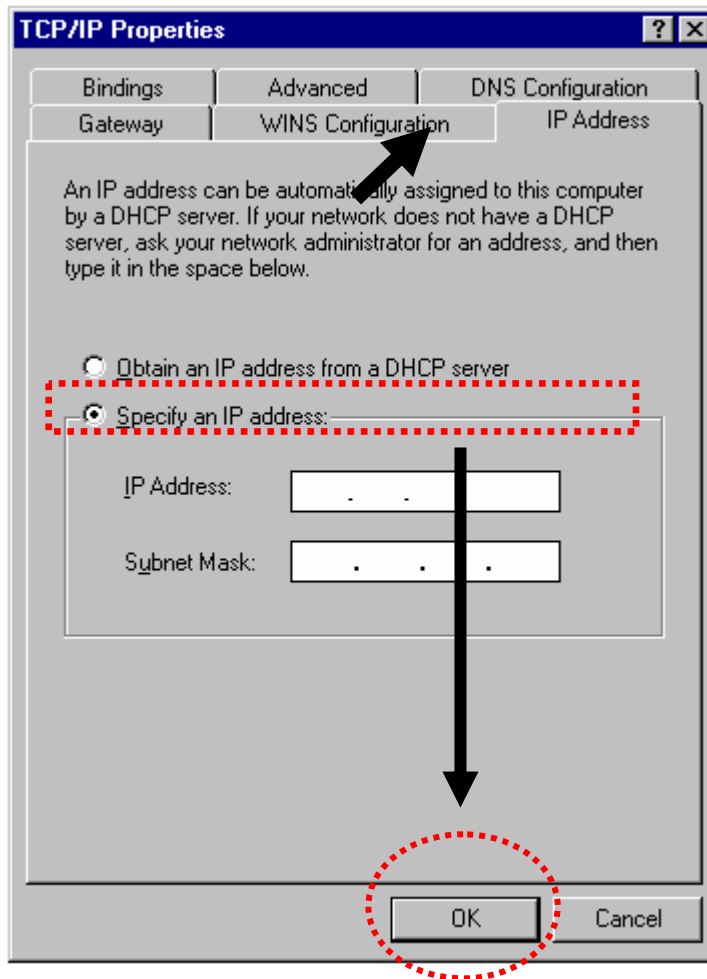 TCP/IP Properties
Bindings Advanced DNS Configuration
Gateway WINS Configuration IP Address
An IP address can be automatically assigned to this computer
by a DHCP server. If your network does not have a DHCP
server, ask your network administrator for an address, and then
type it in the space below.
Obtain an IP address from a DHCP server
Specify an IP address:
IP Address: . .
Subnet Mask: . . .
OK Cancel